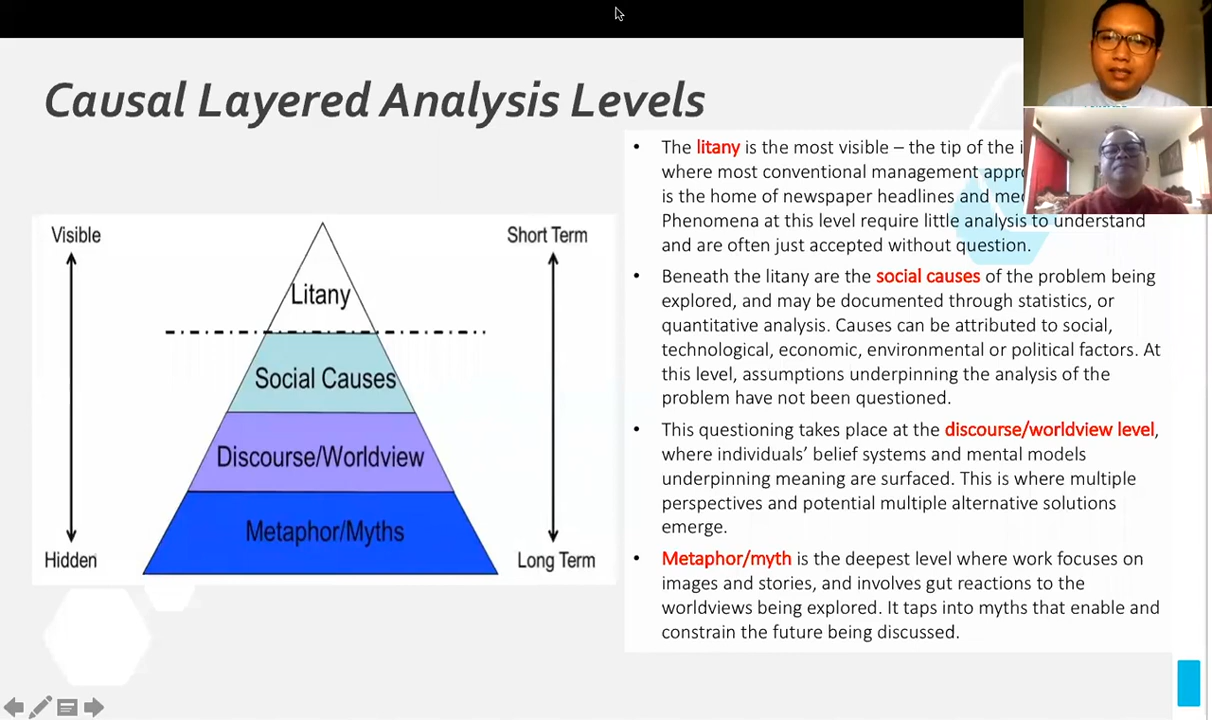 Causal Layered Analysis Levels
Visible
Short Term
Litany
Social Causes
Discourse/Worldview
Metaphor/Myths
Hidden
Long Term
• The litany is the most visible – the tip of the
where most conventional management
is the home of newspaper headlines and
Phenomena at this level require little analysis to understand
and are often just accepted without question.
• Beneath the litany are the social causes of the problem being
explored, and may be documented through statistics, or
quantitative analysis. Causes can be attributed to social,
technological, economic, environmental or political factors. At
this level, assumptions underpinning the analysis of the
problem have not been questioned.
• This questioning takes place at the discourse/worldview level,
where individuals’ belief systems and mental models
underpinning meaning are surfaced. This is where multiple
perspectives and potential multiple alternative solutions
emerge.
• Metaphor/myth is the deepest level where work focuses on
images and stories, and involves gut reactions to the
worldviews being explored. It taps into myths that enable and
constrain the future being discussed.